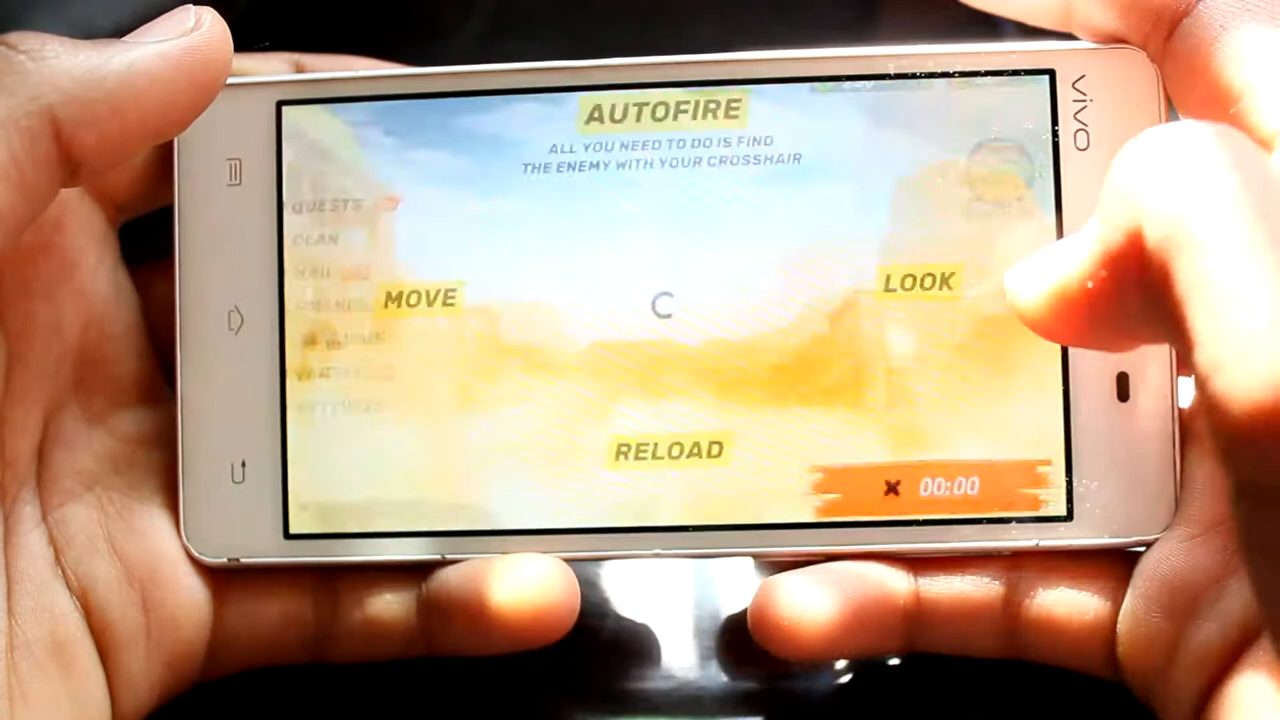 AUTOFIRE
ALL YOU NEED TO DO IS FIND
THE ENEMY WITH YOUR CROSSHAIR
vivo
QUESTS
CLAN
MOVE
LOOK
RELOAD
X 00:00